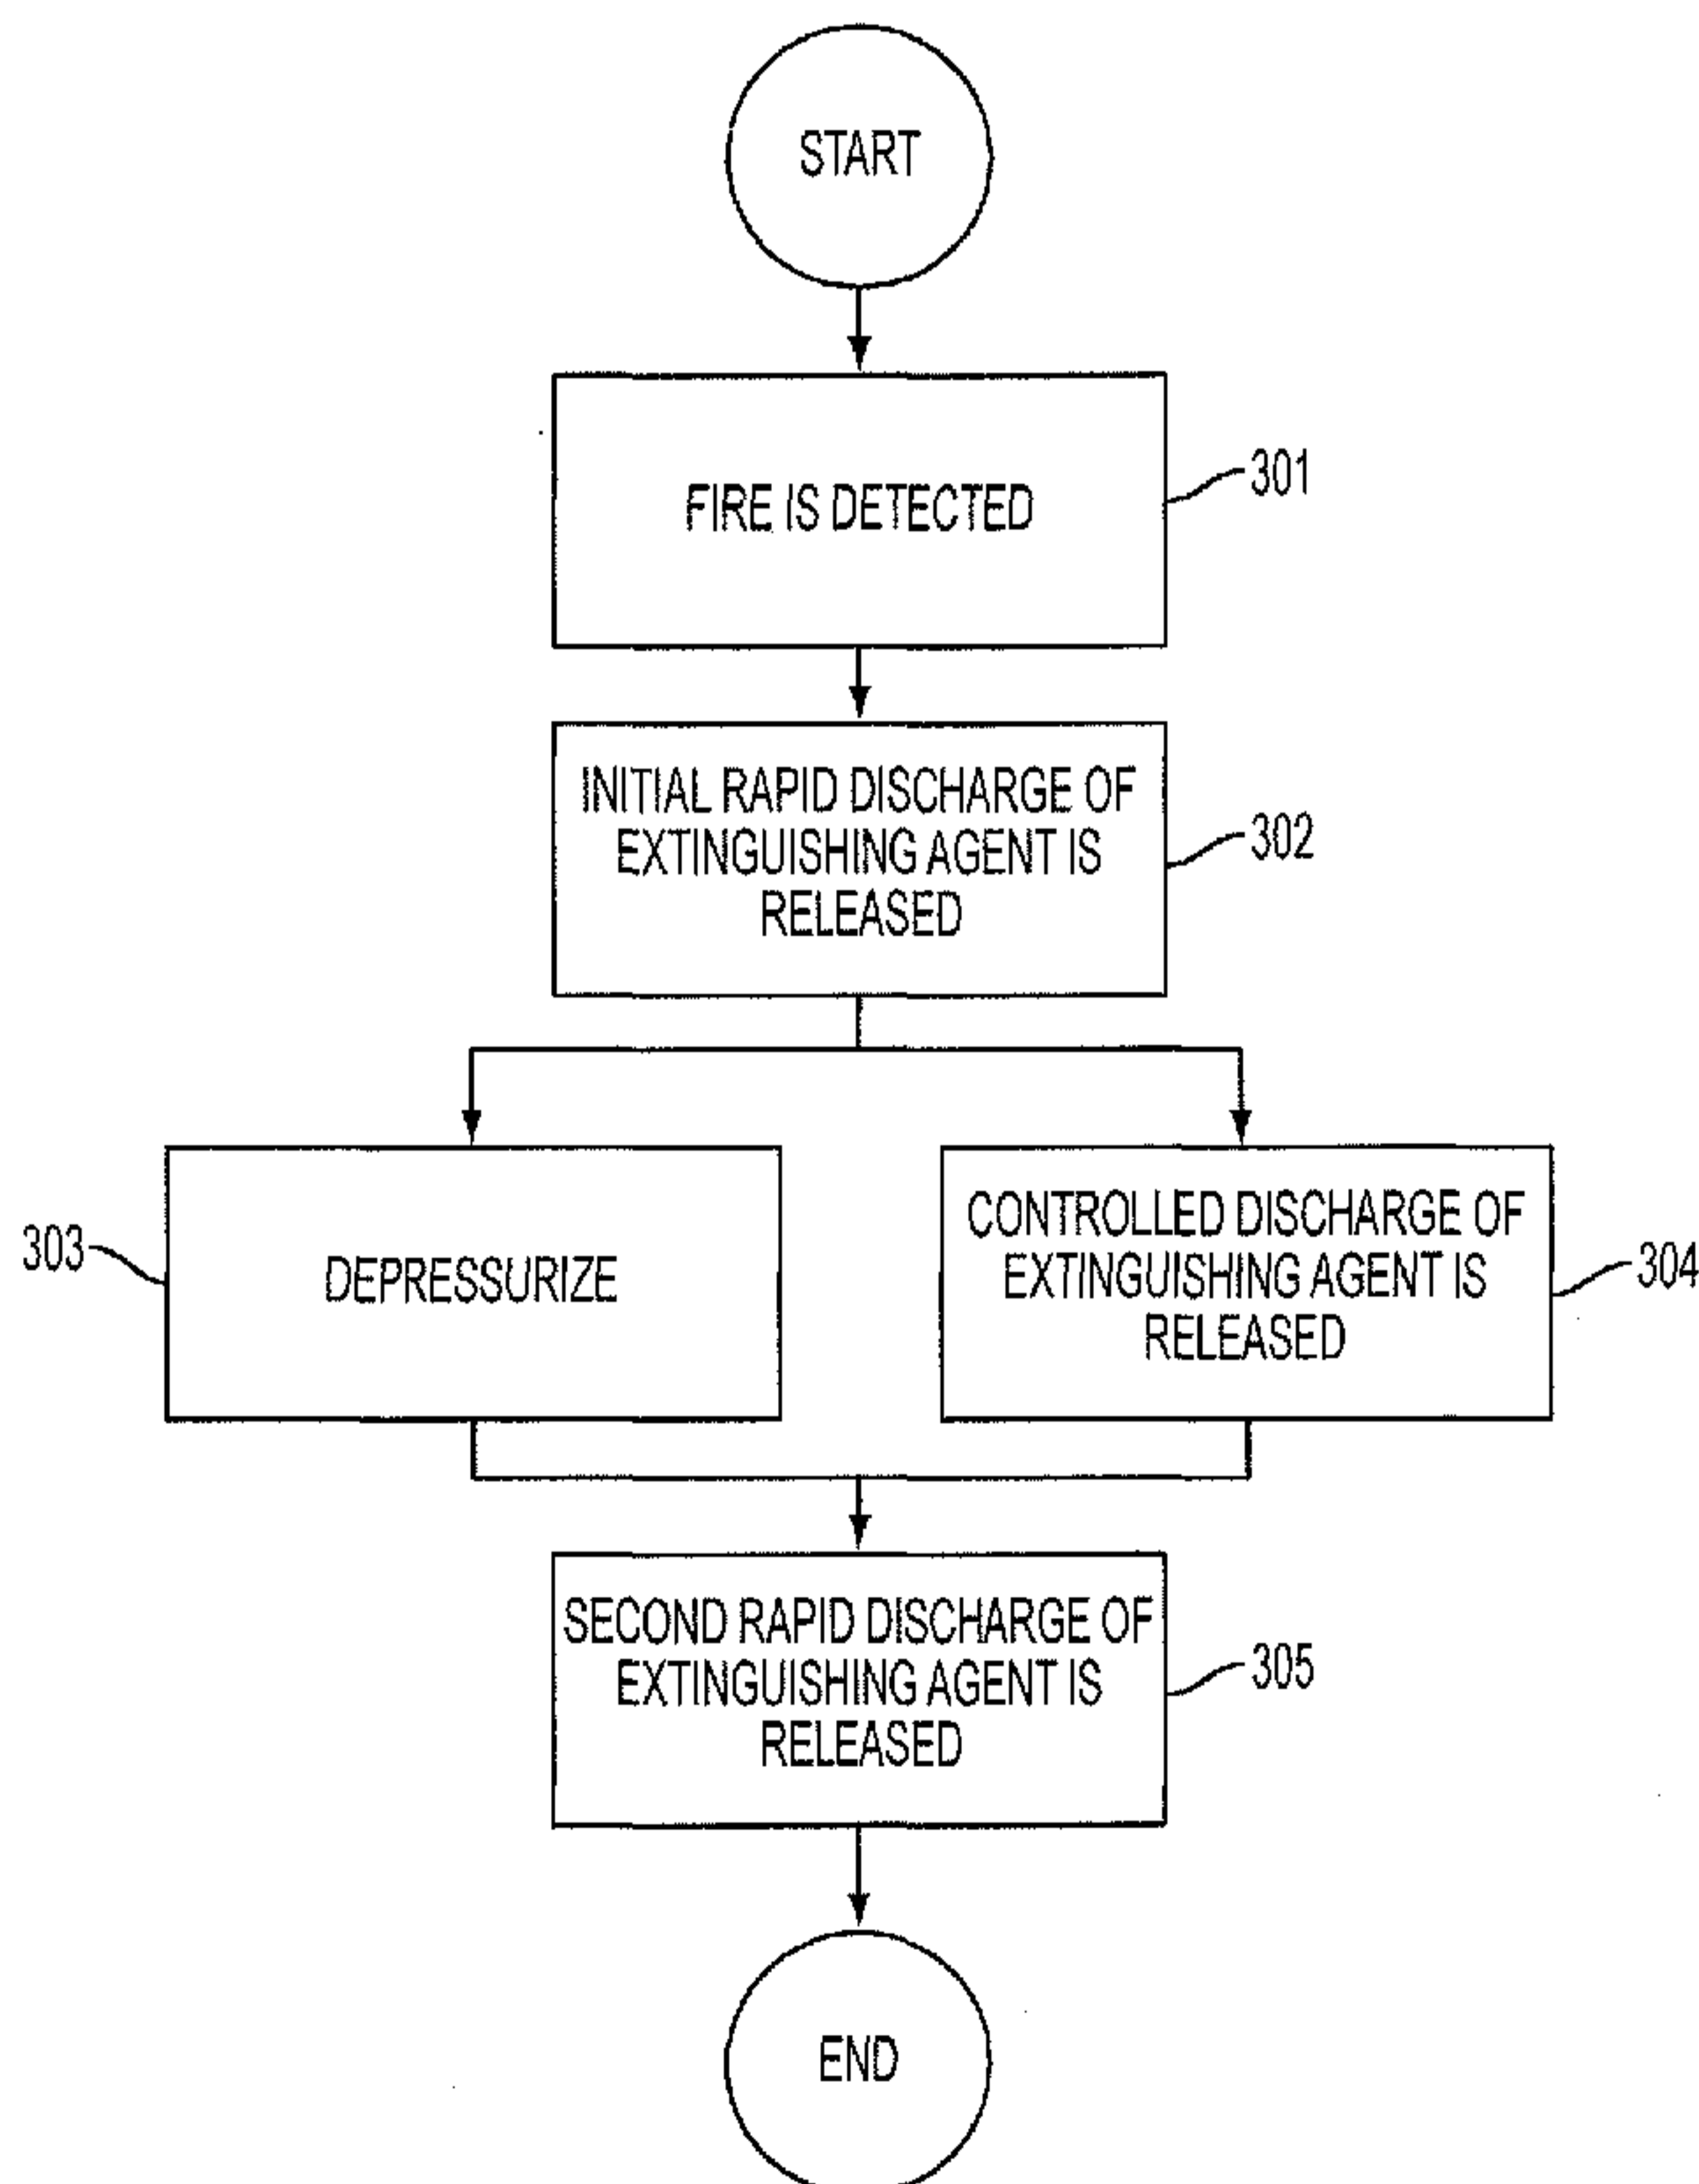 START
FIRE IS DETECTED
301
INITIAL RAPID DISCHARGE OF
EXTINGUISHING AGENT IS
RELEASED
302
303
DEPRESSURIZE
CONTROLLED DISCHARGE OF
EXTINGUISHING AGENT IS
RELEASED
304
SECOND RAPID DISCHARGE OF
EXTINGUISHING AGENT IS
RELEASED
305
END